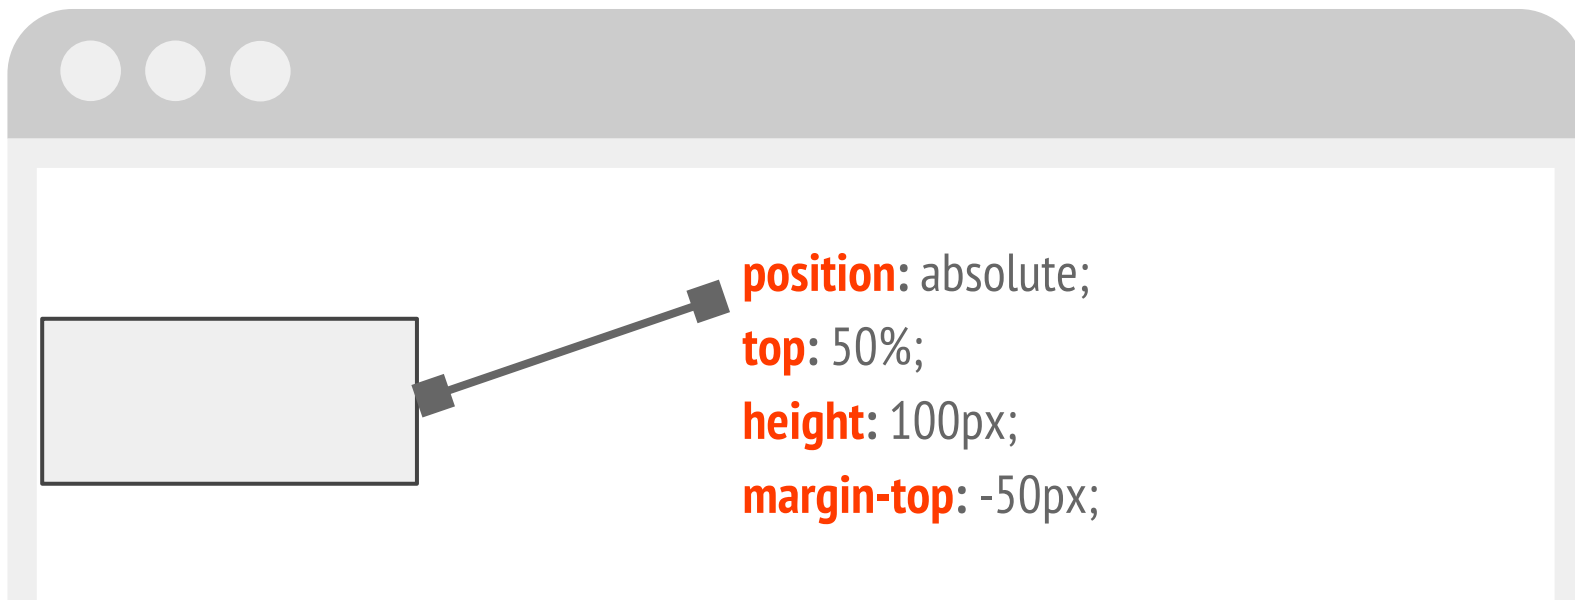 position: absolute;
top: 50%;
height: 100px;
margin-top: -50px;